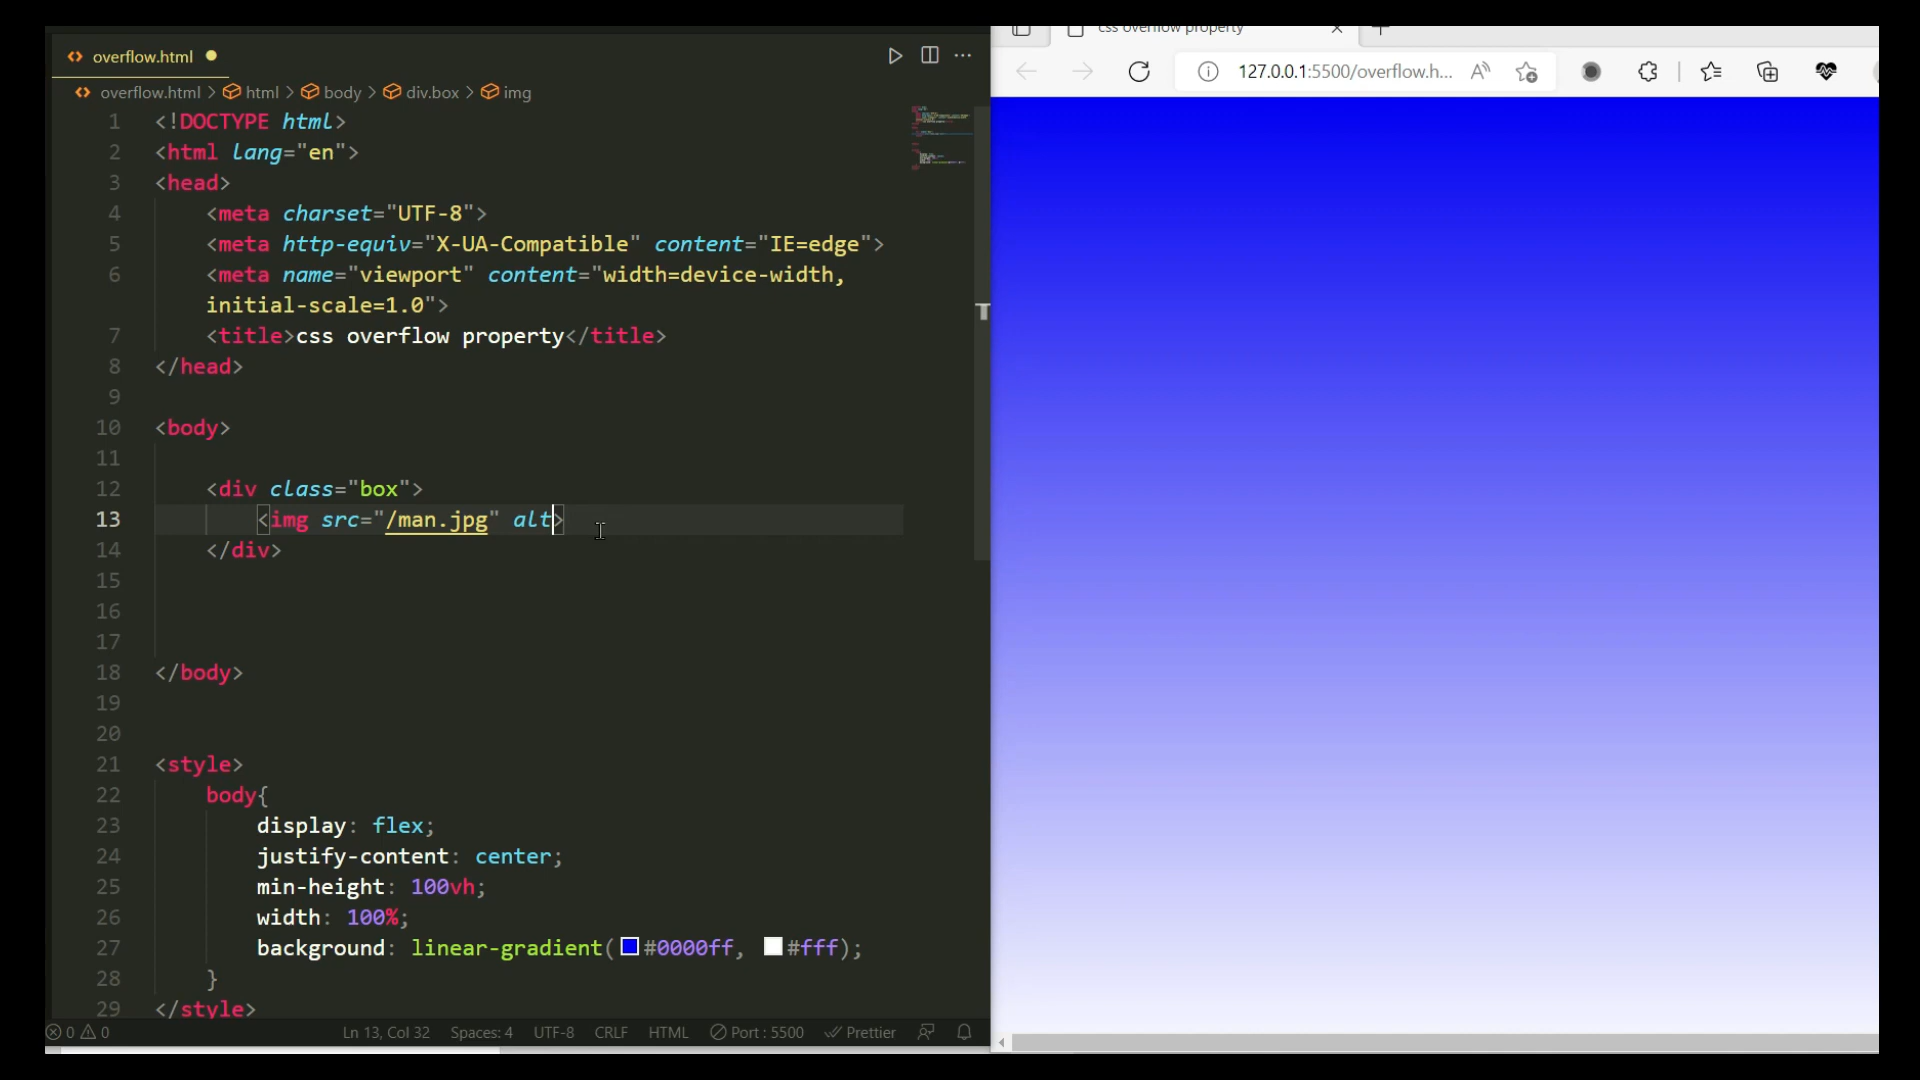 overflow.html
css overflow property
127.0.0.1:5500/overflow.h...
overflow.html > html > body > div.box > img
1 <!DOCTYPE html>
2 <html lang="en">
3 <head>
4 <meta charset="UTF-8">
5 <meta http-equiv="X-UA-Compatible" content="IE=edge">
6 <meta name="viewport" content="width=device-width,
initial-scale=1.0">
7 <title>css overflow property</title>
8 </head>
9
10 <body>
11
12 <div class="box">
13 <img src="/man.jpg" alt>
14 </div>
15
16
17
18 </body>
19
20
21 <style>
22 body{
23 display: flex;
24 justify-content: center;
25 min-height: 100vh;
26 width: 100%;
27 background: linear-gradient(#0000ff, #fff);
28 }
29 </style>
0 0 Ln 13, Col 32 Spaces: 4 UTF-8 CRLF HTML Port : 5500 Prettier